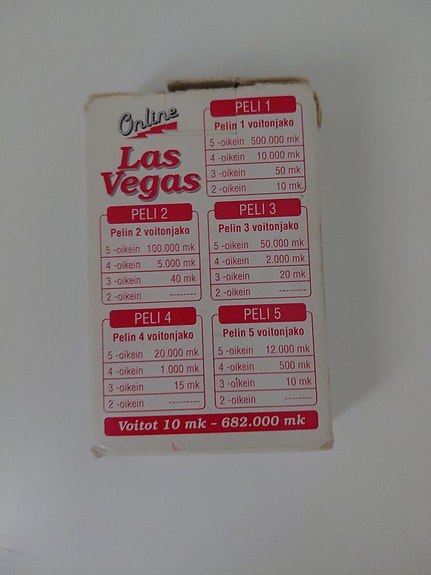 Online
Las
Vegas
PELI 1
Pelin 1 voitonjako
5 -oikein 500.000 mk
4 -oikein 10.000 mk
3 -oikein 50 mk
2 -oikein 10 mk
PELI 2
Pelin 2 voitonjako
5 -oikein 100.000 mk
4 -oikein 5.000 mk
3 -oikein 40 mk
2 -oikein --------
PELI 3
Pelin 3 voitonjako
5 -oikein 50.000 mk
4 -oikein 2.000 mk
3 -oikein 20 mk
2 -oikein --------
PELI 4
Pelin 4 voitonjako
5 -oikein 20.000 mk
4 -oikein 1.000 mk
3 -oikein 15 mk
2 -oikein --------
PELI 5
Pelin 5 voitonjako
5 -oikein 12.000 mk
4 -oikein 500 mk
3 -oikein 10 mk
2 -oikein --------
Voitot 10 mk - 682.000 mk